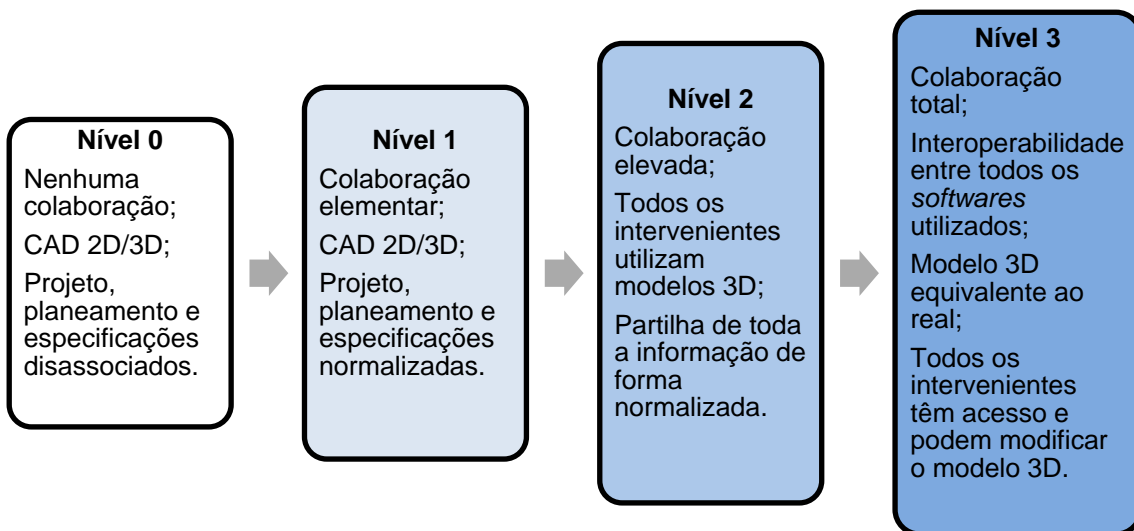 Nível 0
Nenhuma
colaboração;
CAD 2D/3D;
Projeto,
planeamento e
especificações
disassociados.
Nível 1
Colaboração
elementar;
CAD 2D/3D;
Projeto,
planeamento e
especificações
normalizadas.
Nível 2
Colaboração
elevada;
Todos os
intervenientes
utilizam
modelos 3D;
Partilha de toda
a informação de
forma
normalizada.
Nível 3
Colaboração
total;
Interoperabilidade
entre todos os
softwares
utilizados;
Modelo 3D
equivalente ao
real;
Todos os
intervenientes
têm acesso e
podem modificar
o modelo 3D.